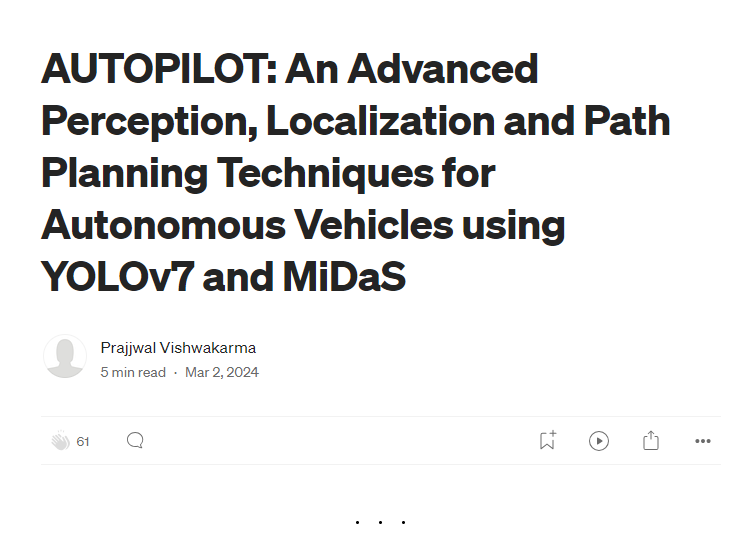 AUTOPILOT: An Advanced
Perception, Localization and Path
Planning Techniques for
Autonomous Vehicles using
YOLOv7 and MiDaS
Prajjwal Vishwakarma
5 min read · Mar 2, 2024
61